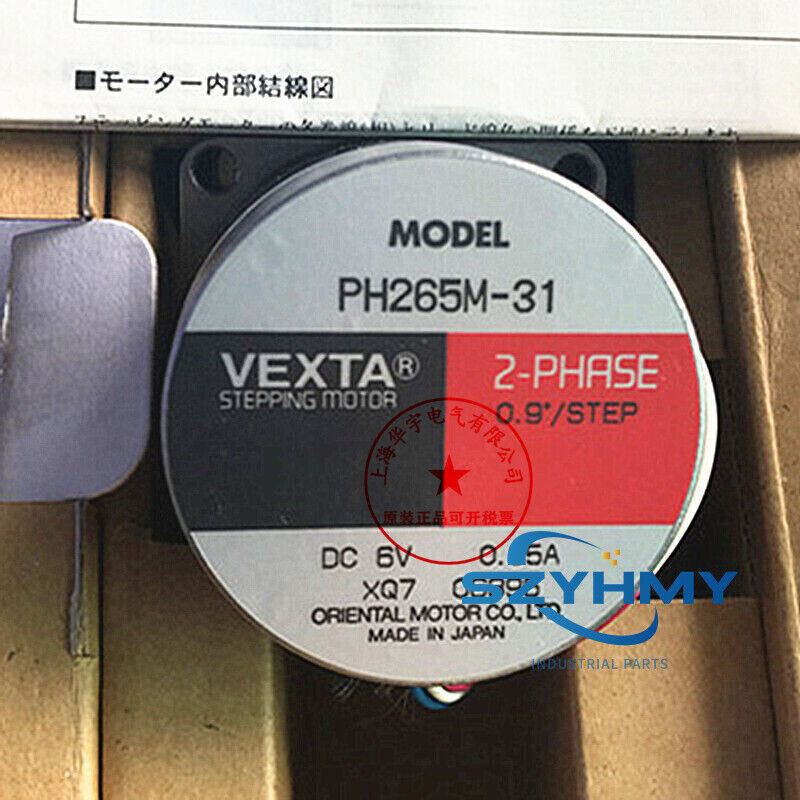 ■モーター内部結線図
MODEL
PH265M-31
VEXTA® 2-PHASE
STEPPING MOTOR 0.9°/STEP
上海华宇电气有限公司
原装正品可开税票
DC 6V
XQ7
SZYHMY
ORIENTAL MOTOR CO., LTD.
MADE IN JAPAN
INDUSTRIAL PARTS